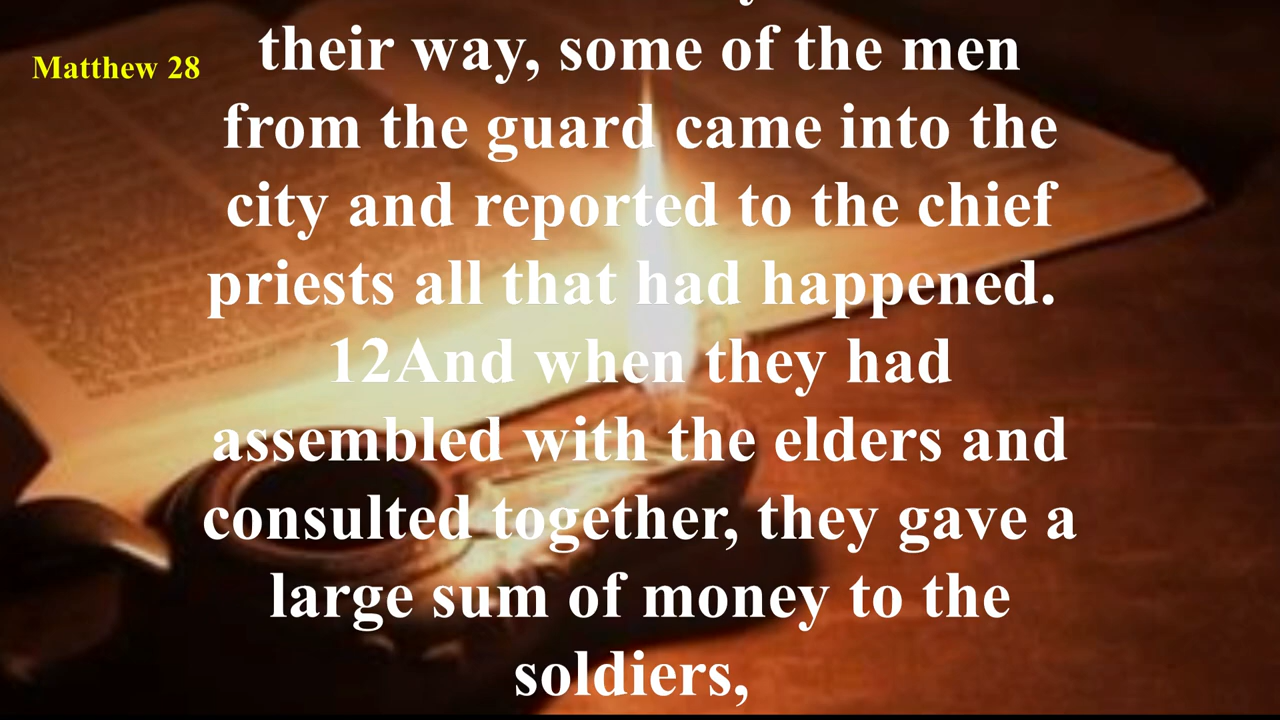 Matthew 28
their way, some of the men
from the guard came into the
city and reported to the chief
priests all that had happened.
12And when they had
assembled with the elders and
consulted together, they gave a
large sum of money to the
soldiers,